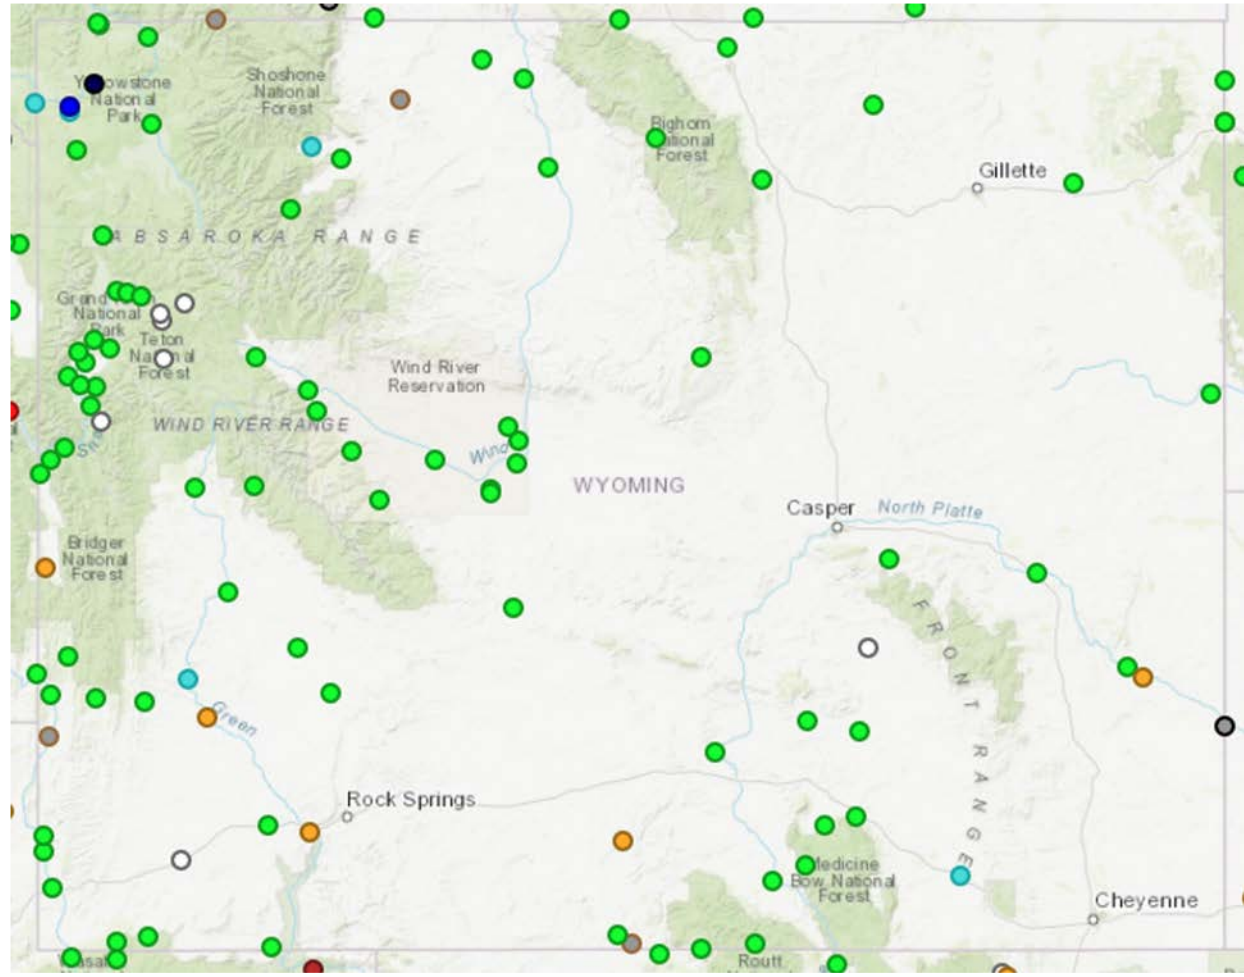 Yellowstone
National
Park
Shoshone
National
Forest
Bighorn
National
Forest
Gillette
ABSAROKA RANGE
Grand Teton
National
Park
Teton
National
Forest
Wind River
Reservation
WIND RIVER RANGE
Wind
WYOMING
Casper
North Platte
Bridger
National
Forest
FRONT RANGE
Green
Rock Springs
Medicine
Bow National
Forest
Cheyenne
Routt